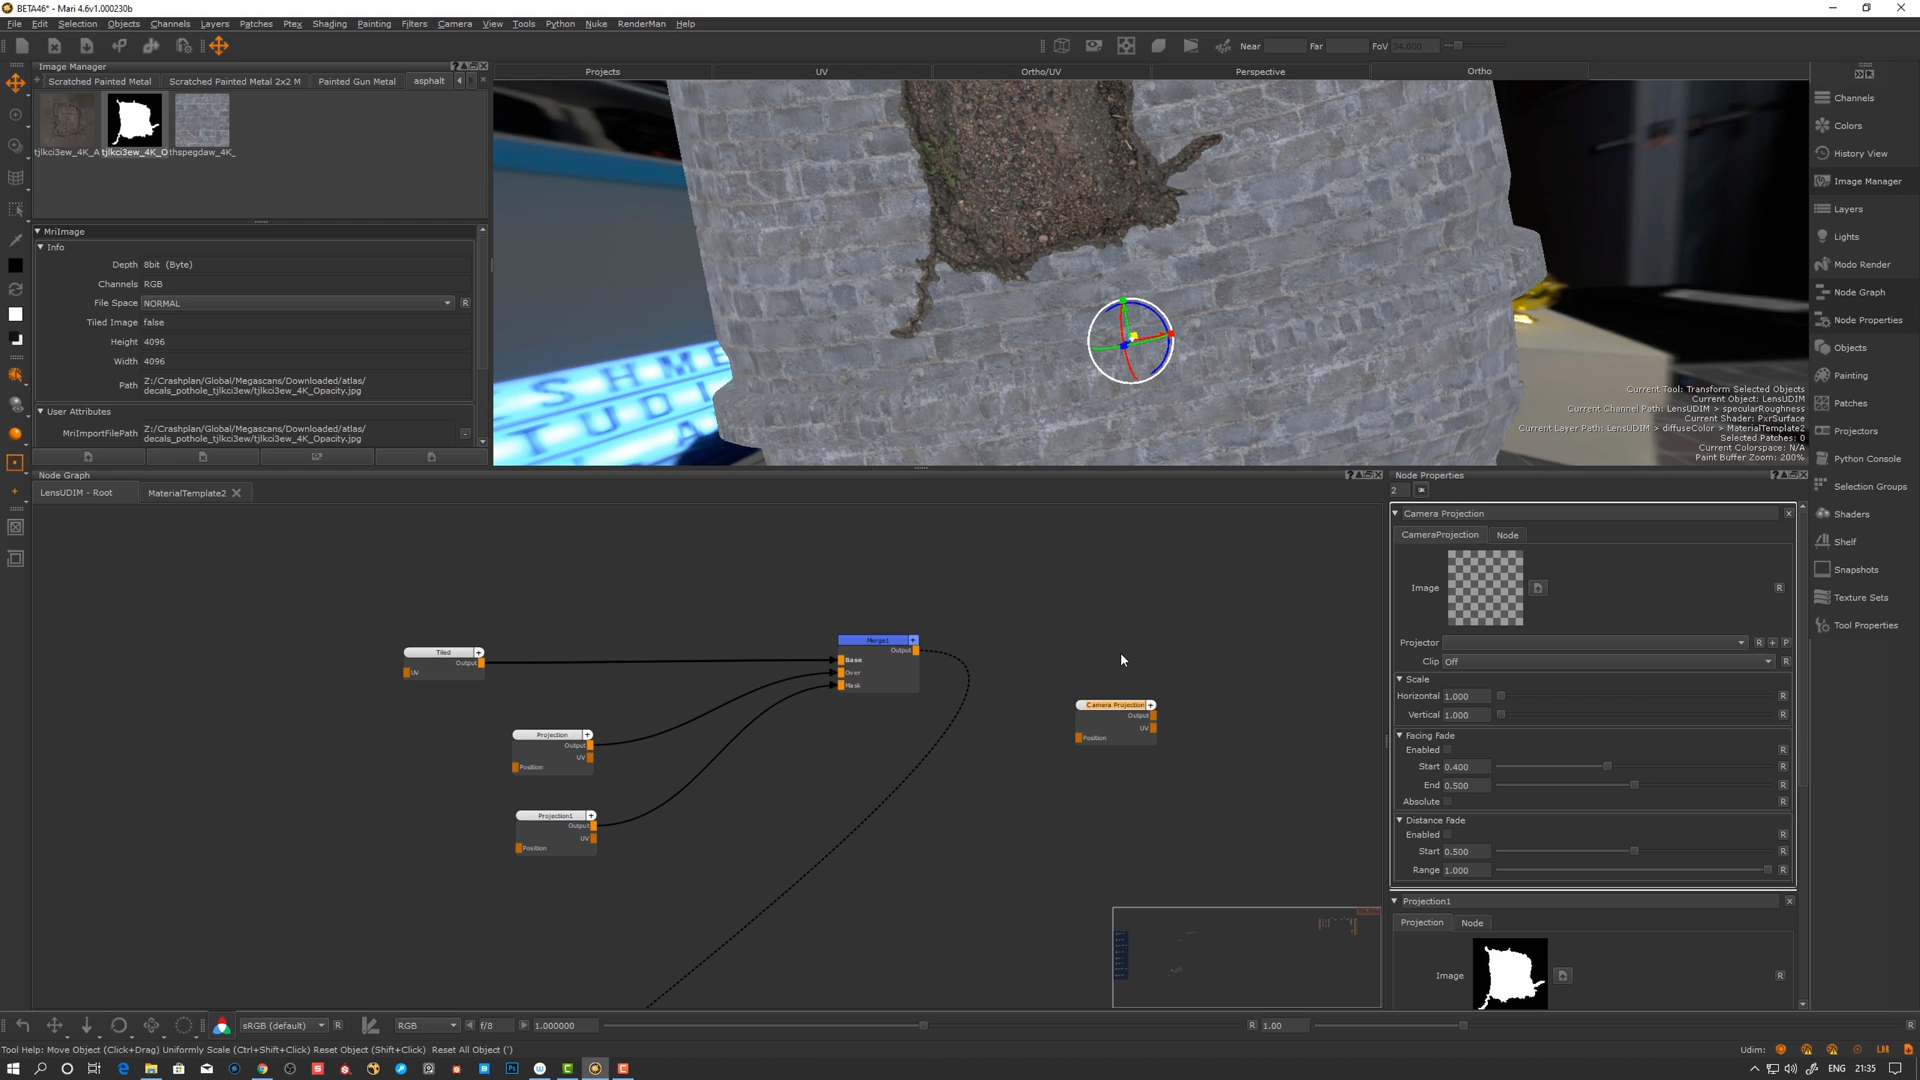 BETA46* - Mari 4.6v1.000230b
File Edit Selection Objects Channels Layers Patches Ptex Shading Painting Filters Camera View Tools Python Nuke RenderMan Help
Near Far FoV 34.000
Image Manager
Scratched Painted Metal Scratched Painted Metal 2x2 M Painted Gun Metal asphalt
tjlkci3ew_4K_A tjlkci3ew_4K_O thspegdaw_4K_
MriImage
Info
Depth 8bit (Byte)
Channels RGB
File Space NORMAL R
Tiled Image false
Height 4096
Width 4096
Path Z:/Crashplan/Global/Megascans/Downloaded/atlas/
decals_pothole_tjlkci3ew/tjlkci3ew_4K_Opacity.jpg
User Attributes
MriImportFilePath Z:/Crashplan/Global/Megascans/Downloaded/atlas/
decals_pothole_tjlkci3ew/tjlkci3ew_4K_Opacity.jpg
Projects UV Ortho/UV Perspective Ortho
Current Tool: Transform Selected Objects
Current Object: LensUDIM
Current Channel Path: LensUDIM > specularRoughness
Current Shader: PxrSurface
Current Layer Path: LensUDIM > diffuseColor > MaterialTemplate2
Selected Patches: 0
Current Colorspace: N/A
Paint Buffer Zoom: 200%
Channels
Colors
History View
Image Manager
Layers
Lights
Modo Render
Node Graph
Node Properties
Objects
Painting
Patches
Projectors
Python Console
Selection Groups
Shaders
Shelf
Snapshots
Texture Sets
Tool Properties
Node Graph
LensUDIM - Root MaterialTemplate2
Tiled
Output
UV
Merge1
Output
Base
Over
Mask
Projection
Output
UV
Position
Projection1
Output
UV
Position
Camera Projection
Output
UV
Position
Node Properties
2
Camera Projection
CameraProjection Node
Image R
Projector R + P
Clip Off R
Scale
Horizontal 1.000 R
Vertical 1.000 R
Facing Fade
Enabled R
Start 0.400 R
End 0.500 R
Absolute R
Distance Fade
Enabled R
Start 0.500 R
Range 1.000 R
Projection1
Projection Node
Image R
sRGB (default) R RGB f/8 1.000000 R 1.00 R
Tool Help: Move Object (Click+Drag) Uniformly Scale (Ctrl+Shift+Click) Reset Object (Shift+Click) Reset All Object (')
Udim:
ENG 21:35